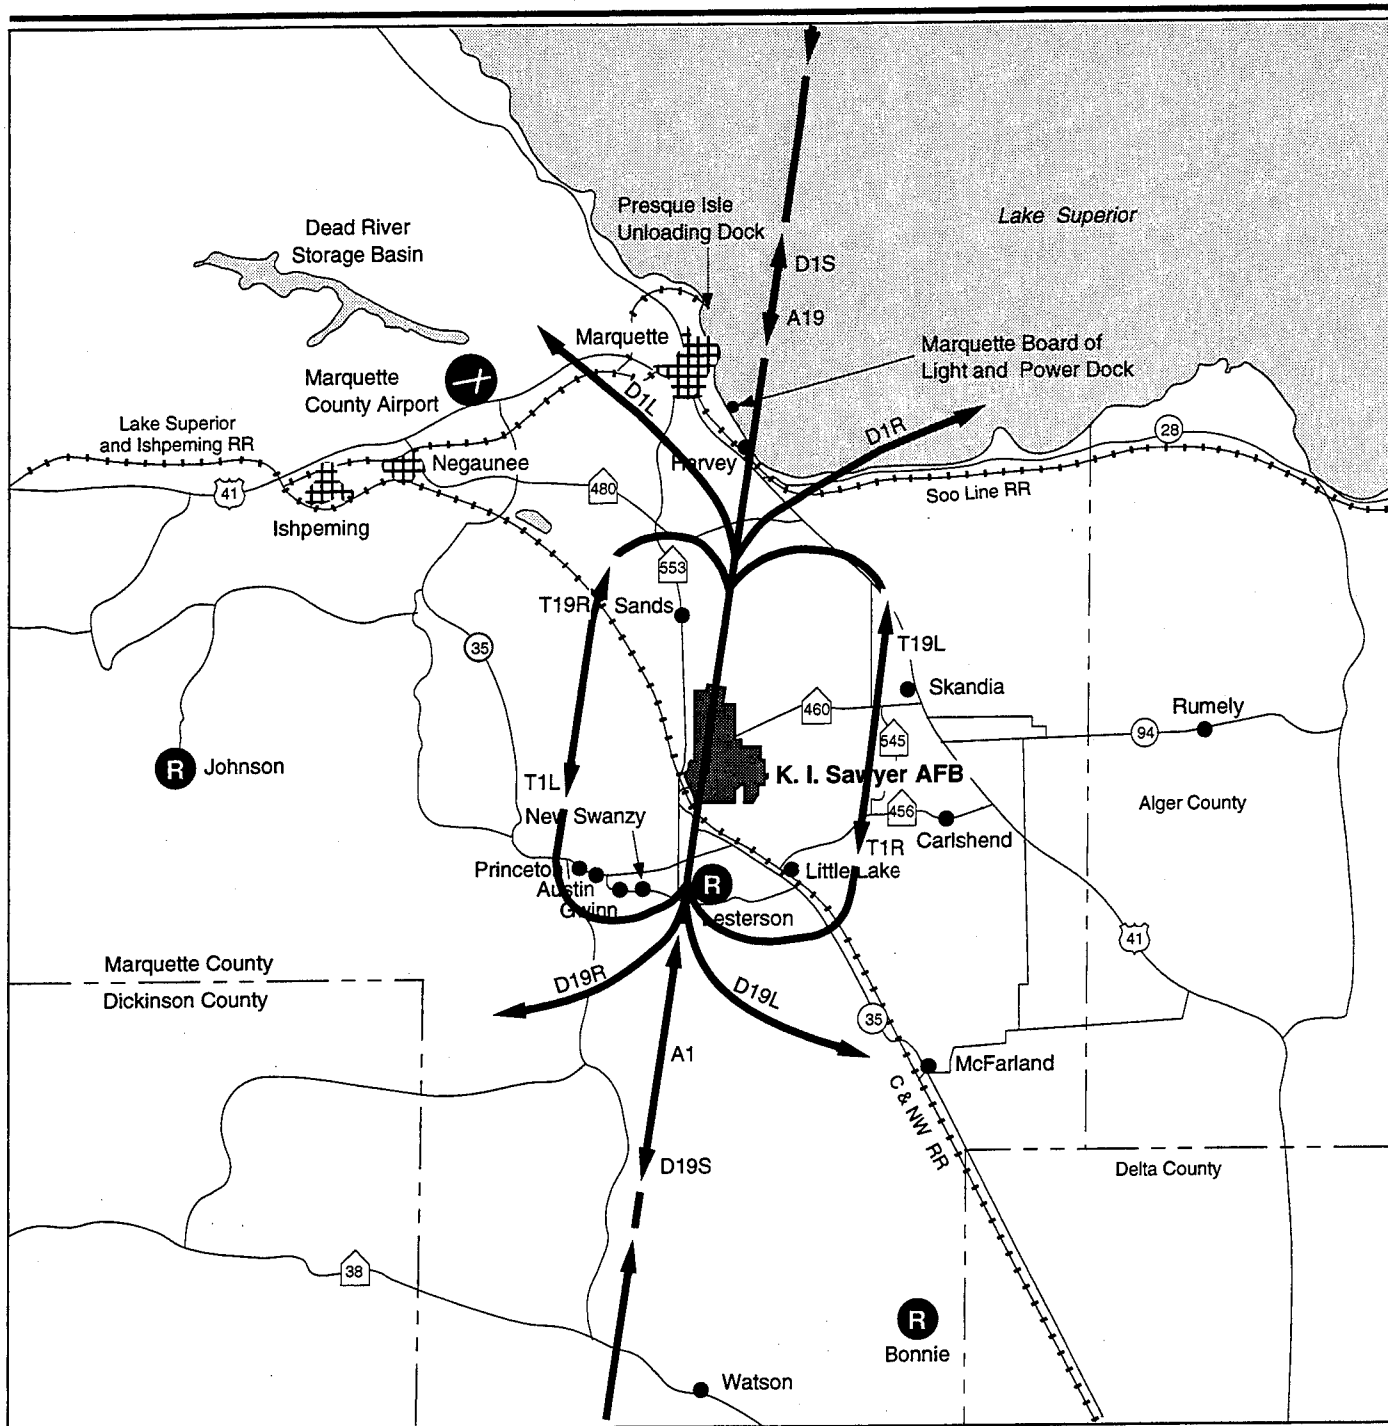 Presque Isle
Unloading Dock
Lake Superior
Dead River
Storage Basin
D1S
A19
Marquette
Marquette Board of
Light and Power Dock
Marquette
County Airport
D1L
D1R
Lake Superior
and Ishpeming RR
28
Negaunee
Harvey
41
480
Soo Line RR
Ishpeming
553
T19R
Sands
35
T19L
Skandia
460
Rumely
545
94
R
Johnson
K. I. Sawyer AFB
T1L
New Swanzy
456
Alger County
Carlshend
T1R
Princeton
R
Little Lake
Austin
Gwinn
Lesterson
41
Marquette County
D19R
D19L
Dickinson County
35
A1
McFarland
C & NW RR
D19S
Delta County
38
R
Bonnie
Watson